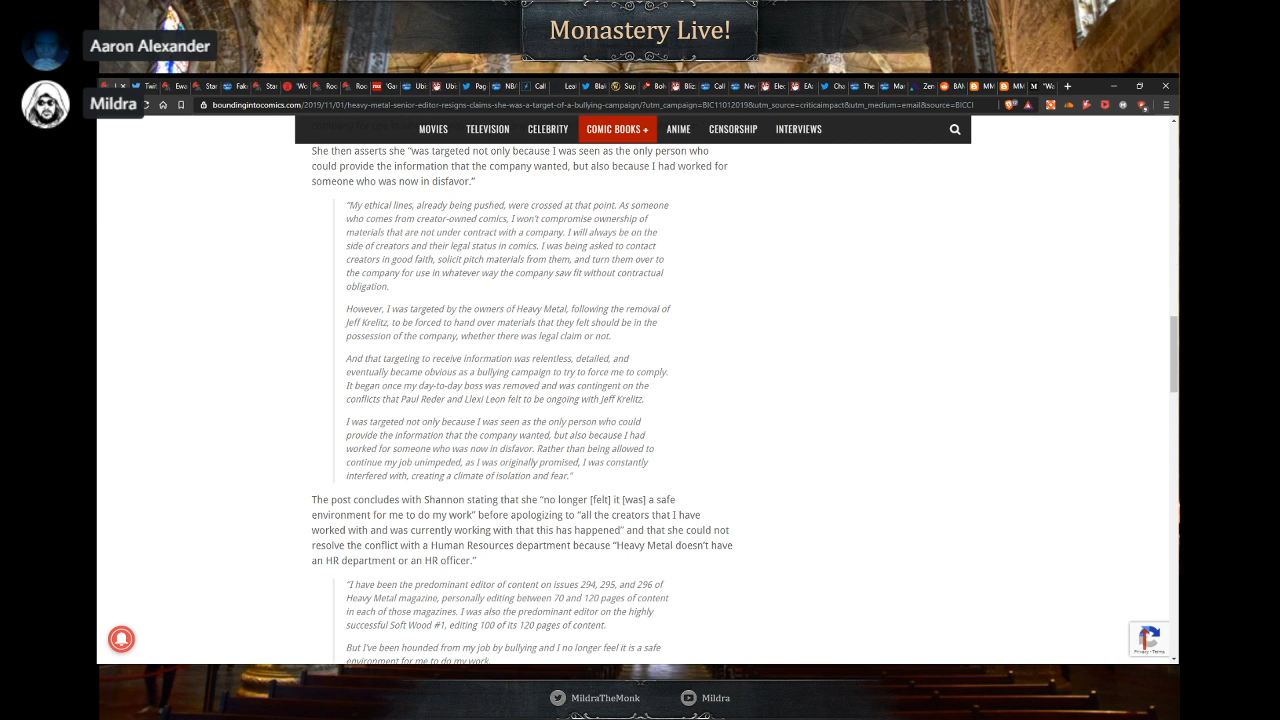 Monastery Live!
Aaron Alexander
Mildra
boundingintocomics.com/2019/11/01/heavy-metal-senior-editor-resigns-claims-she-was-a-target-of-a-bullying-campaign/?utm_campaign=BIC11012019&utm_source=criticalimpact&utm_medium=email&source=BICCI
MOVIES TELEVISION CELEBRITY COMIC BOOKS + ANIME CENSORSHIP INTERVIEWS
She then asserts she “was targeted not only because I was seen as the only person who
could provide the information that the company wanted, but also because I had worked for
someone who was now in disfavor.”
“My ethical lines, already being pushed, were crossed at that point. As someone
who comes from creator-owned comics, I won’t compromise ownership of
materials that are not under contract with a company. I will always be on the
side of creators and their legal status in comics. I was being asked to contact
creators in good faith, solicit pitch materials from them, and turn them over to
the company for use in whatever way the company saw fit without contractual
obligation.
However, I was targeted by the owners of Heavy Metal, following the removal of
Jeff Krelitz, to be forced to hand over materials that they felt should be in the
possession of the company, whether there was legal claim or not.
And that targeting to receive information was relentless, detailed, and
eventually became obvious as a bullying campaign to try to force me to comply.
It began once my day-to-day boss was removed and was contingent on the
conflicts that Paul Reder and Llexi Leon felt to be ongoing with Jeff Krelitz.
I was targeted not only because I was seen as the only person who could
provide the information that the company wanted, but also because I had
worked for someone who was now in disfavor. Rather than being allowed to
continue my job unimpeded, as I was originally promised, I was constantly
interfered with, creating a climate of isolation and fear.”
The post concludes with Shannon stating that she “no longer [felt] it [was] a safe
environment for me to do my work” before apologizing to “all the creators that I have
worked with and was currently working with that this has happened” and that she could not
resolve the conflict with a Human Resources department because “Heavy Metal doesn’t have
an HR department or an HR officer.”
“I have been the predominant editor of content on issues 294, 295, and 296 of
Heavy Metal magazine, personally editing between 70 and 120 pages of content
in each of those magazines. I was also the predominant editor on the highly
successful Soft Wood #1, editing 100 of its 120 pages of content.
But I’ve been hounded from my job by bullying and I no longer feel it is a safe
environment for me to do my work.
Privacy - Terms
MildraTheMonk Mildra